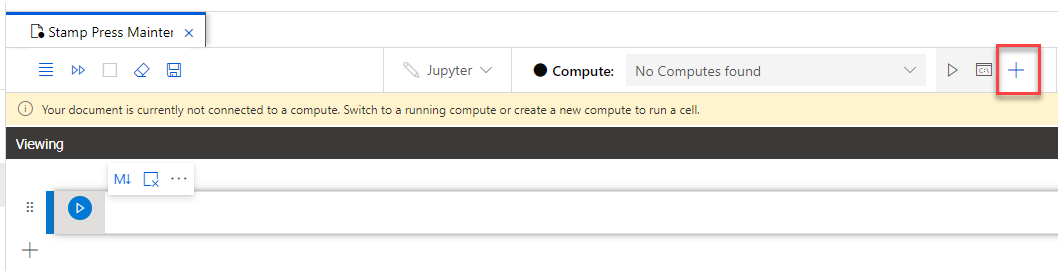 Stamp Press Mainter
Jupyter
Compute:
No Computes found
C:\
Your document is currently not connected to a compute. Switch to a running compute or create a new compute to run a cell.
Viewing
M↓